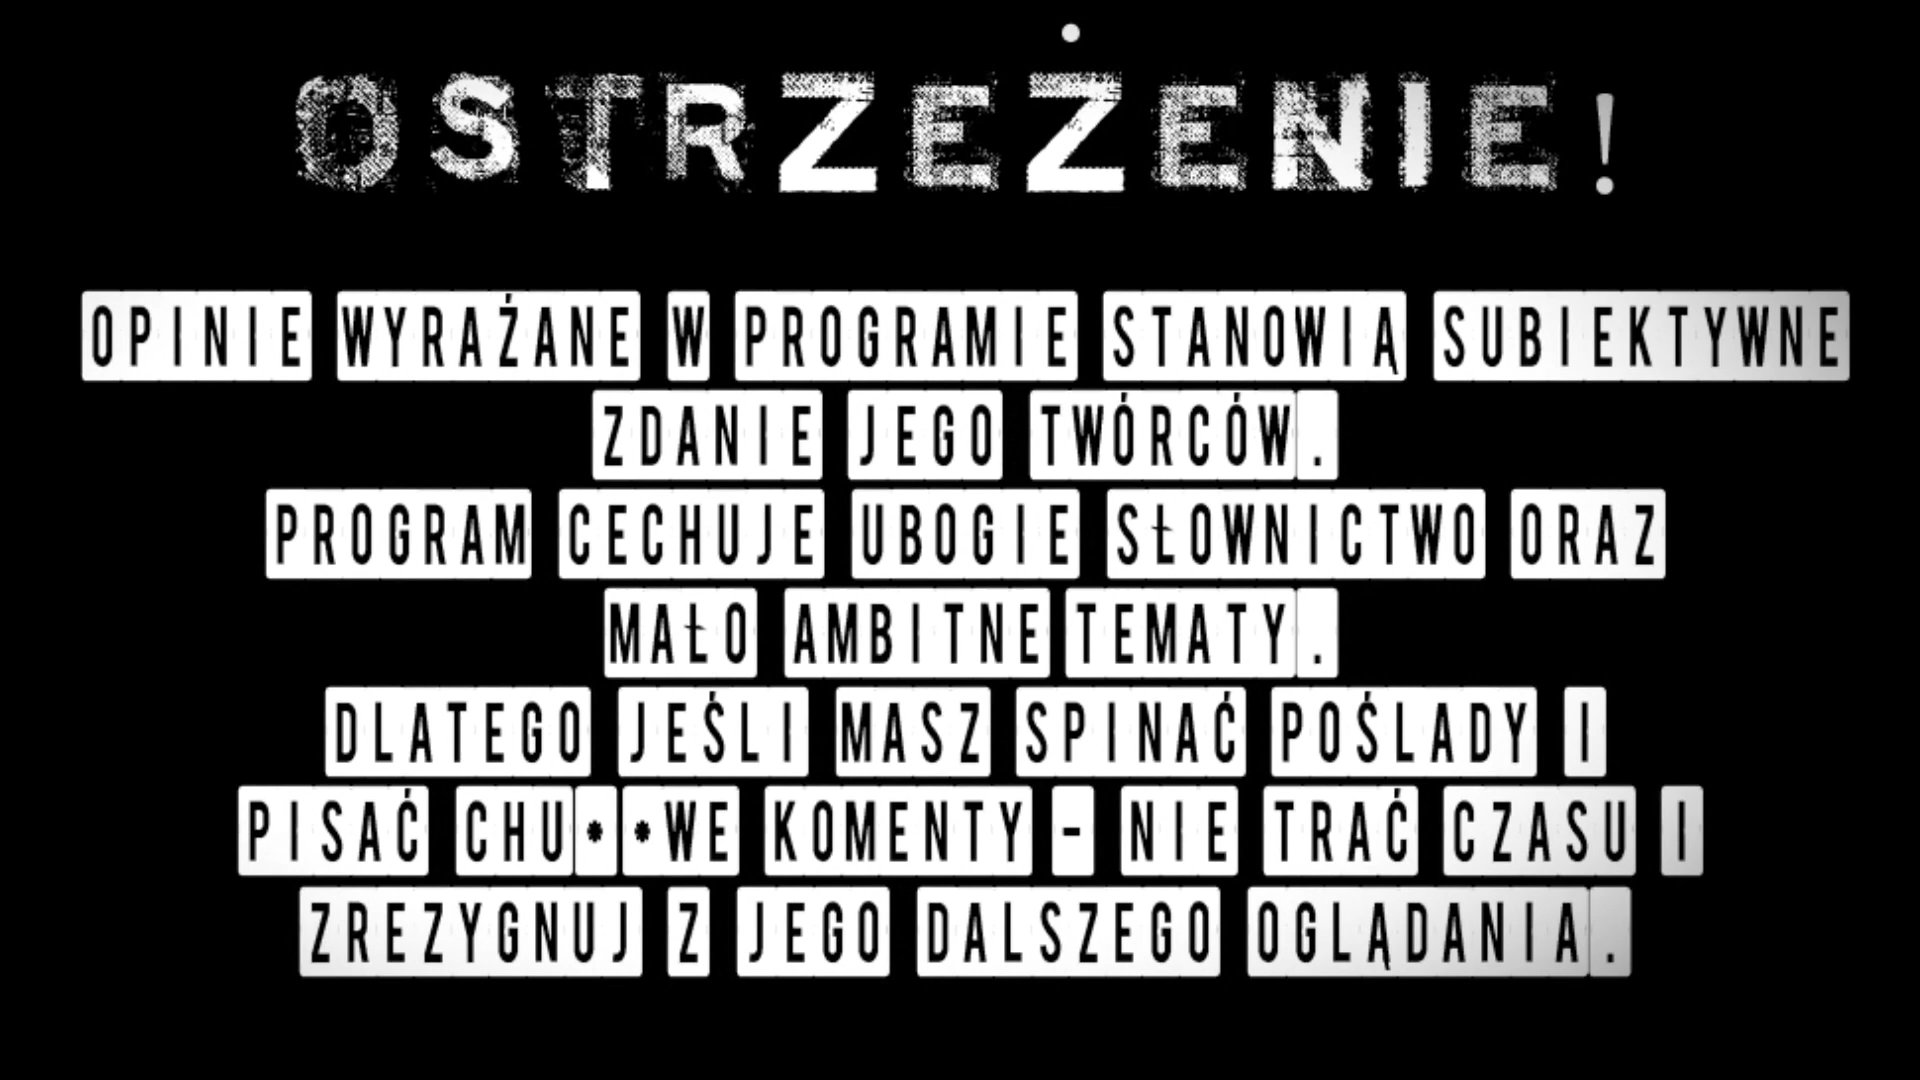 OSTRZEŻENIE!
OPINIE WYRAŻANE W PROGRAMIE STANOWIĄ SUBIEKTYWNE
ZDANIE JEGO TWÓRCÓW.
PROGRAM CECHUJE UBOGIE SŁOWNICTWO ORAZ
MAŁO AMBITNE TEMATY.
DLATEGO JEŚLI MASZ SPINAĆ POŚLADY I
PISAĆ CHU**WE KOMENTY - NIE TRAĆ CZASU I
ZREZYGNUJ Z JEGO DALSZEGO OGLĄDANIA.